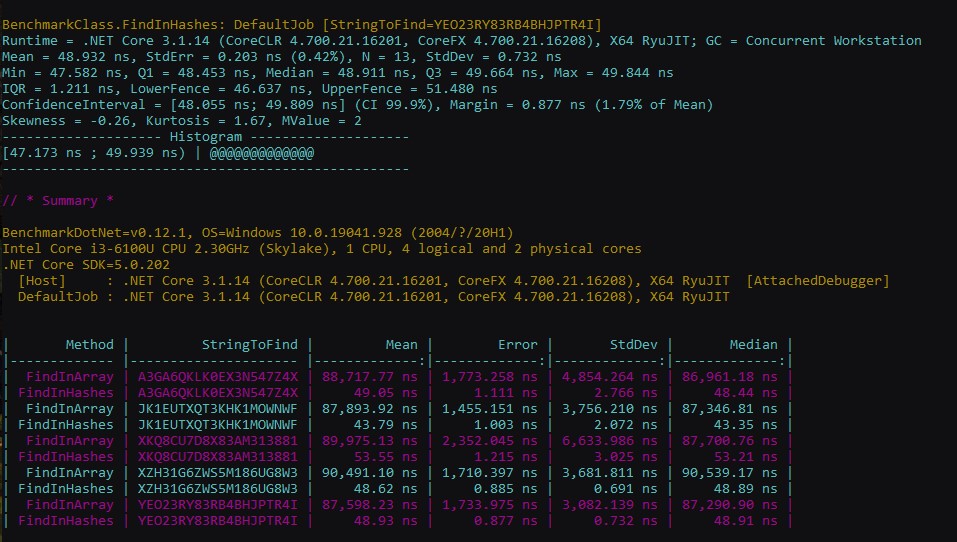 BenchmarkClass.FindInHashes: DefaultJob [StringToFind=YEO23RY83RB4BHJPTR4I]
Runtime = .NET Core 3.1.14 (CoreCLR 4.700.21.16201, CoreFX 4.700.21.16208), X64 RyuJIT; GC = Concurrent Workstation
Mean = 48.932 ns, StdErr = 0.203 ns (0.42%), N = 13, StdDev = 0.732 ns
Min = 47.582 ns, Q1 = 48.453 ns, Median = 48.911 ns, Q3 = 49.664 ns, Max = 49.844 ns
IQR = 1.211 ns, LowerFence = 46.637 ns, UpperFence = 51.480 ns
ConfidenceInterval = [48.055 ns; 49.809 ns] (CI 99.9%), Margin = 0.877 ns (1.79% of Mean)
Skewness = -0.26, Kurtosis = 1.67, MValue = 2
-------------------- Histogram --------------------
[47.173 ns ; 49.939 ns) | @@@@@@@@@@@@@
---------------------------------------------------
// * Summary *
BenchmarkDotNet=v0.12.1, OS=Windows 10.0.19041.928 (2004/?/20H1)
Intel Core i3-6100U CPU 2.30GHz (Skylake), 1 CPU, 4 logical and 2 physical cores
.NET Core SDK=5.0.202
[Host]     : .NET Core 3.1.14 (CoreCLR 4.700.21.16201, CoreFX 4.700.21.16208), X64 RyuJIT  [AttachedDebugger]
DefaultJob : .NET Core 3.1.14 (CoreCLR 4.700.21.16201, CoreFX 4.700.21.16208), X64 RyuJIT
|       Method |         StringToFind |         Mean |        Error |       StdDev |       Median |
|------------- |--------------------- |-------------:|-------------:|-------------:|-------------:|
|  FindInArray | A3GA6QKLK0EX3N547Z4X | 88,717.77 ns | 1,773.258 ns | 4,854.264 ns | 86,961.18 ns |
| FindInHashes | A3GA6QKLK0EX3N547Z4X |     49.05 ns |     1.111 ns |     2.766 ns |     48.44 ns |
|  FindInArray | JK1EUTXQT3KHK1MOWNWF | 87,893.92 ns | 1,455.151 ns | 3,756.210 ns | 87,346.81 ns |
| FindInHashes | JK1EUTXQT3KHK1MOWNWF |     43.79 ns |     1.003 ns |     2.072 ns |     43.35 ns |
|  FindInArray | XKQ8CU7D8X83AM313881 | 89,975.13 ns | 2,352.045 ns | 6,633.986 ns | 87,700.76 ns |
| FindInHashes | XKQ8CU7D8X83AM313881 |     53.55 ns |     1.215 ns |     3.025 ns |     53.21 ns |
|  FindInArray | XZH31G6ZWS5M186UG8W3 | 90,491.10 ns | 1,710.397 ns | 3,681.811 ns | 90,539.17 ns |
| FindInHashes | XZH31G6ZWS5M186UG8W3 |     48.62 ns |     0.885 ns |     0.691 ns |     48.89 ns |
|  FindInArray | YEO23RY83RB4BHJPTR4I | 87,598.23 ns | 1,733.975 ns | 3,082.139 ns | 87,290.90 ns |
| FindInHashes | YEO23RY83RB4BHJPTR4I |     48.93 ns |     0.877 ns |     0.732 ns |     48.91 ns |